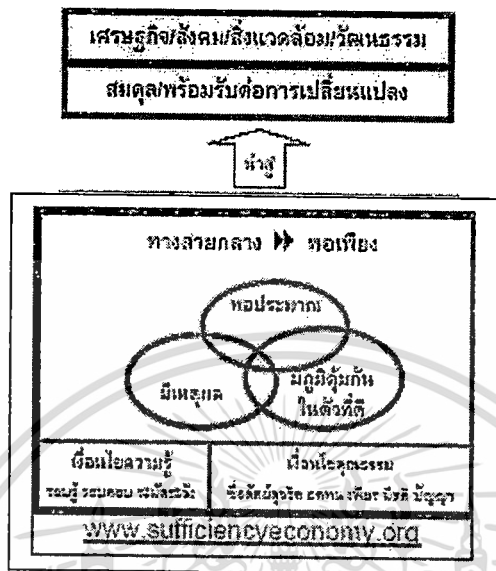 เศรษฐกิจ/สังคม/สิ่งแวดล้อม/วัฒนธรรม
สมดุล/พร้อมรับต่อการเปลี่ยนแปลง
นำสู่
ทางสายกลาง พอเพียง
พอประมาณ
มีเหตุผล
มีภูมิคุ้มกัน
ในตัวที่ดี
เงื่อนไขความรู้
รอบรู้ รอบคอบ ระมัดระวัง
เงื่อนไขคุณธรรม
ซื่อสัตย์สุจริต อดทน เพียร มีสติ ปัญญา
www.sufficiencyeconomy.org